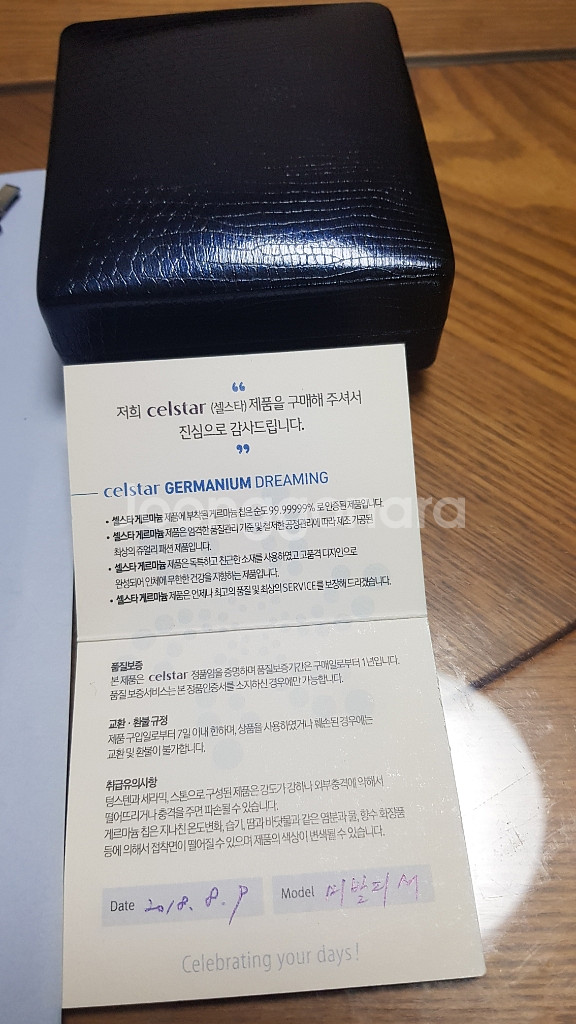 “
저희 celstar (셀스타) 제품을 구매해 주셔서
진심으로 감사드립니다.
”
celstar GERMANIUM DREAMING
• 셀스타 게르마늄 제품에 부착된 게르마늄 칩은 순도 99.99999% 로 인증된 제품입니다.
• 셀스타 게르마늄 제품은 엄격한 품질관리 기준 및 철저한 공정관리에 따라 제조 가공된
최상의 쥬얼리 패션 제품입니다.
• 셀스타 게르마늄 제품은 독특하고 친근한 소재를 사용하였고 고품격 디자인으로
완성되어 인체에 무한한 건강을 지향하는 제품입니다.
• 셀스타 게르마늄 제품은 언제나 최고의 품질 및 최상의 SERVICE를 보장해 드리겠습니다.
품질보증
본 제품은 celstar 정품임을 증명하며 품질보증기간은 구매일로부터 1년입니다.
품질 보증서비스는 본 정품인증서를 소지하신 경우에만 가능합니다.
교환 · 환불 규정
제품 구입일로부터 7일 이내 한하며, 상품을 사용하였거나 훼손된 경우에는
교환 및 환불이 불가합니다.
취급유의사항
텅스텐과 세라믹, 스톤으로 구성된 제품은 강도가 강하나 외부충격에 약해서
떨어뜨리거나 충격을 주면 파손될 수 있습니다.
게르마늄 칩은 지나친 온도변화, 습기, 땀과 바닷물과 같은 염분과 물, 향수 화장품
등에 의해서 접착면이 떨어질 수 있으며 제품의 색상이 변색될 수 있습니다.
Date 2018. 8. 9 Model
Celebrating your days!